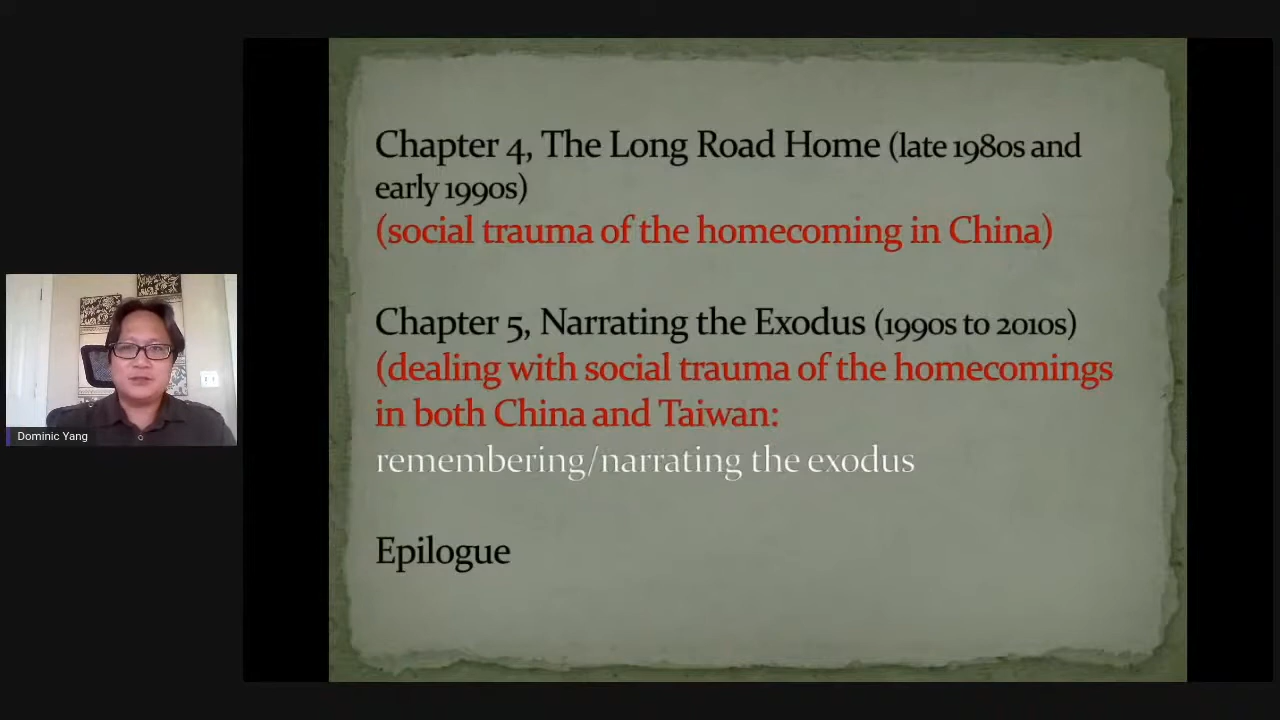 Chapter 4, The Long Road Home (late 1980s and
early 1990s)
(social trauma of the homecoming in China)
Chapter 5, Narrating the Exodus (1990s to 2010s)
(dealing with social trauma of the homecomings
in both China and Taiwan:
remembering/narrating the exodus
Epilogue
Dominic Yang